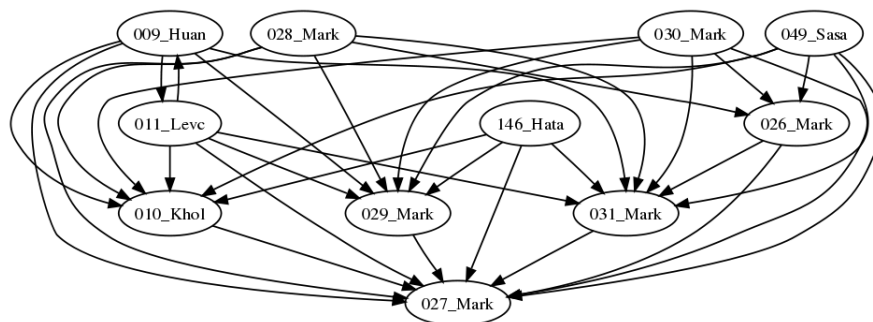 009_Huan 028_Mark 030_Mark 049_Sasa
011_Levc 146_Hata 026_Mark
010_Khol 029_Mark 031_Mark
027_Mark